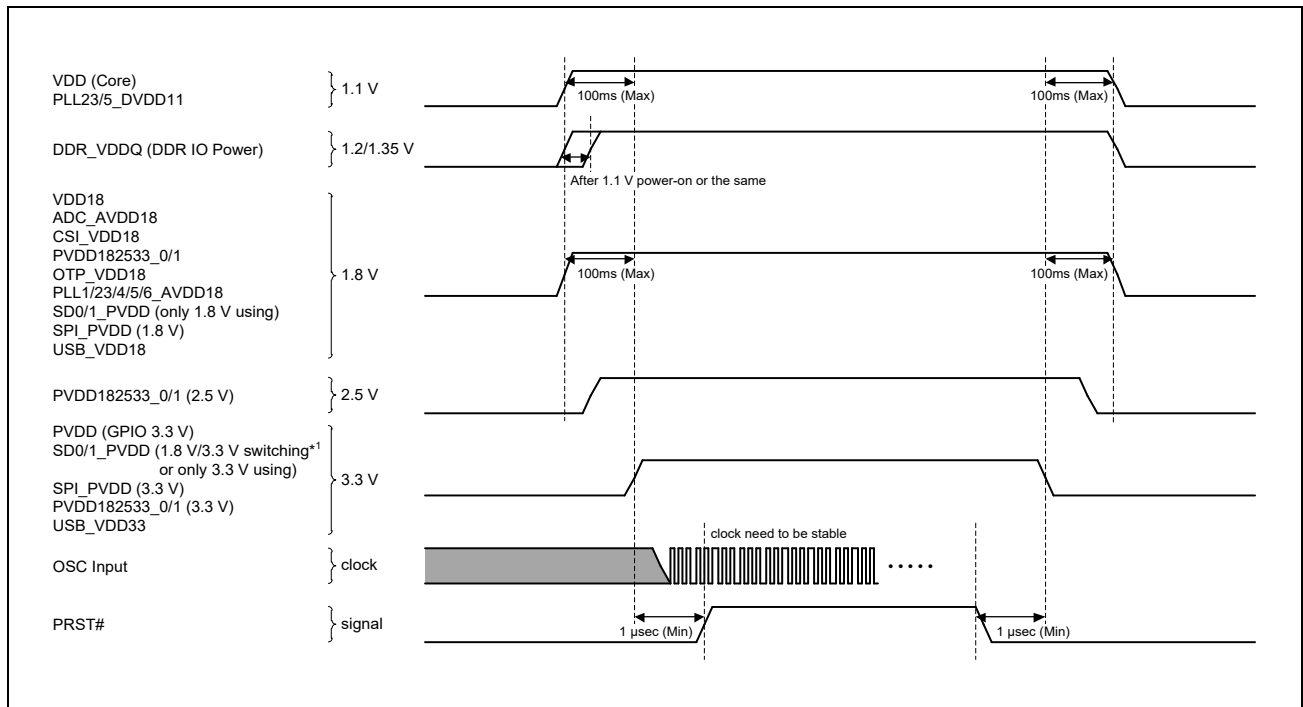 VDD (Core)
PLL23/5_DVDD11
1.1 V
100ms (Max)
100ms (Max)
DDR_VDDQ (DDR IO Power)
1.2/1.35 V
After 1.1 V power-on or the same
VDD18
ADC_AVDD18
CSI_VDD18
PVDD182533_0/1
OTP_VDD18
PLL1/23/4/5/6_AVDD18
SD0/1_PVDD (only 1.8 V using)
SPI_PVDD (1.8 V)
USB_VDD18
1.8 V
100ms (Max)
100ms (Max)
PVDD182533_0/1 (2.5 V)
2.5 V
PVDD (GPIO 3.3 V)
SD0/1_PVDD (1.8 V/3.3 V switching*1
or only 3.3 V using)
SPI_PVDD (3.3 V)
PVDD182533_0/1 (3.3 V)
USB_VDD33
3.3 V
clock need to be stable
OSC Input
clock
PRST#
signal
1 µsec (Min)
1 µsec (Min)